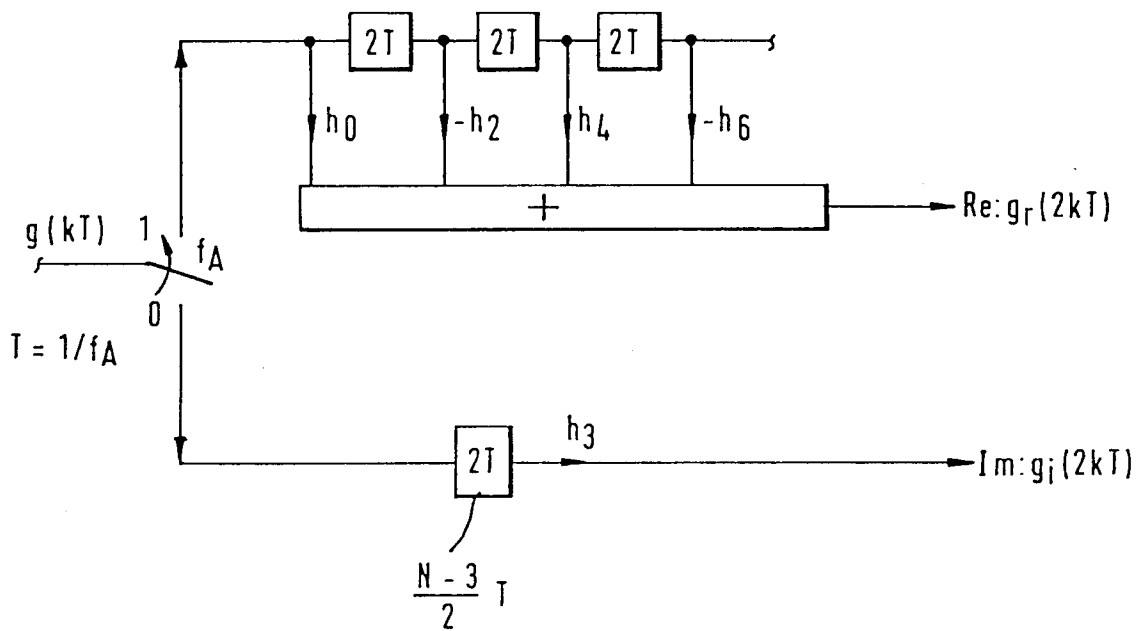 2T 2T 2T
h0 -h2 h4 -h6
+
Re: gr (2kT)
g (kT) 1 fA
0
T = 1/fA
h3
2T
Im: gi (2kT)
N - 3
2 T